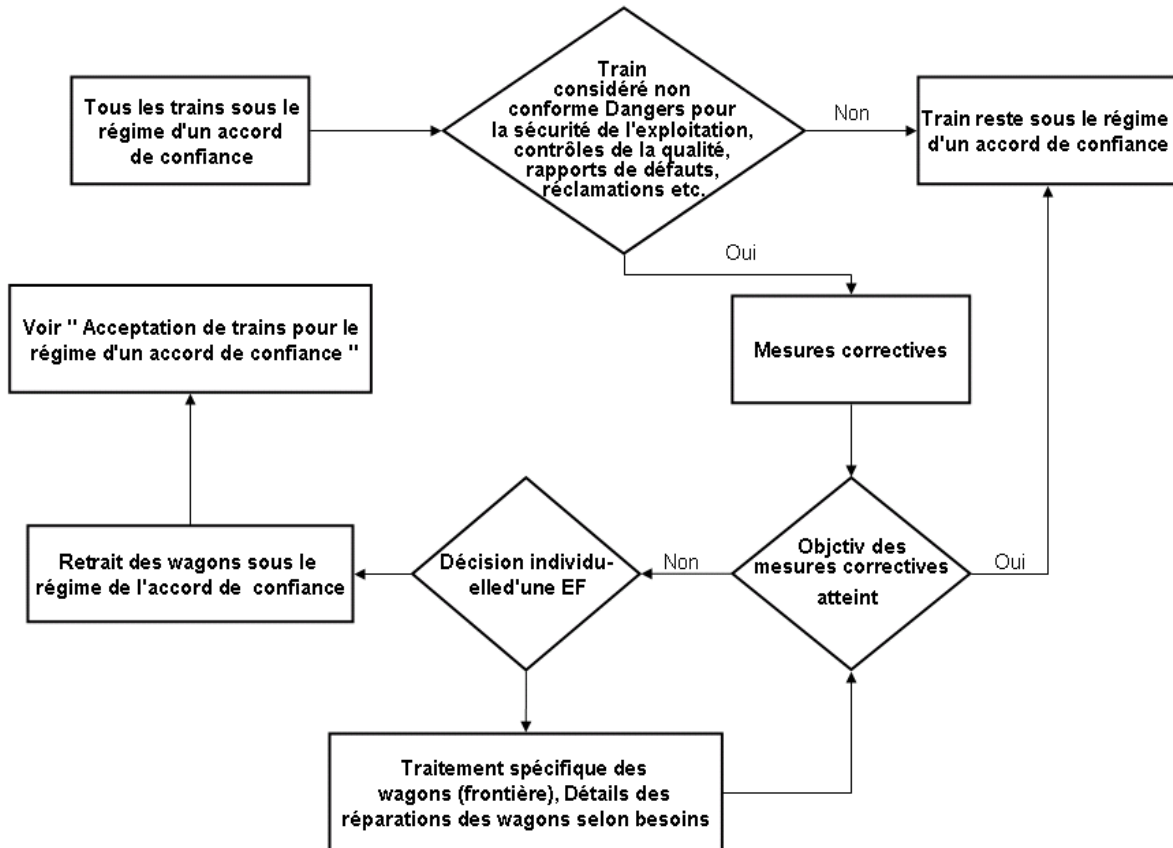 Tous les trains sous le
régime d'un accord
de confiance
Train
considéré non
conforme Dangers pour
la sécurité de l'exploitation,
contrôles de la qualité,
rapports de défauts,
réclamations etc.
Non
Train reste sous le régime
d'un accord de confiance
Oui
Mesures correctives
Voir " Acceptation de trains pour le
régime d'un accord de confiance "
Retrait des wagons sous le
régime de l'accord de confiance
Décision individu-
elled'une EF
Non
Objctiv des
mesures correctives
atteint
Oui
Traitement spécifique des
wagons (frontière), Détails des
réparations des wagons selon besoins